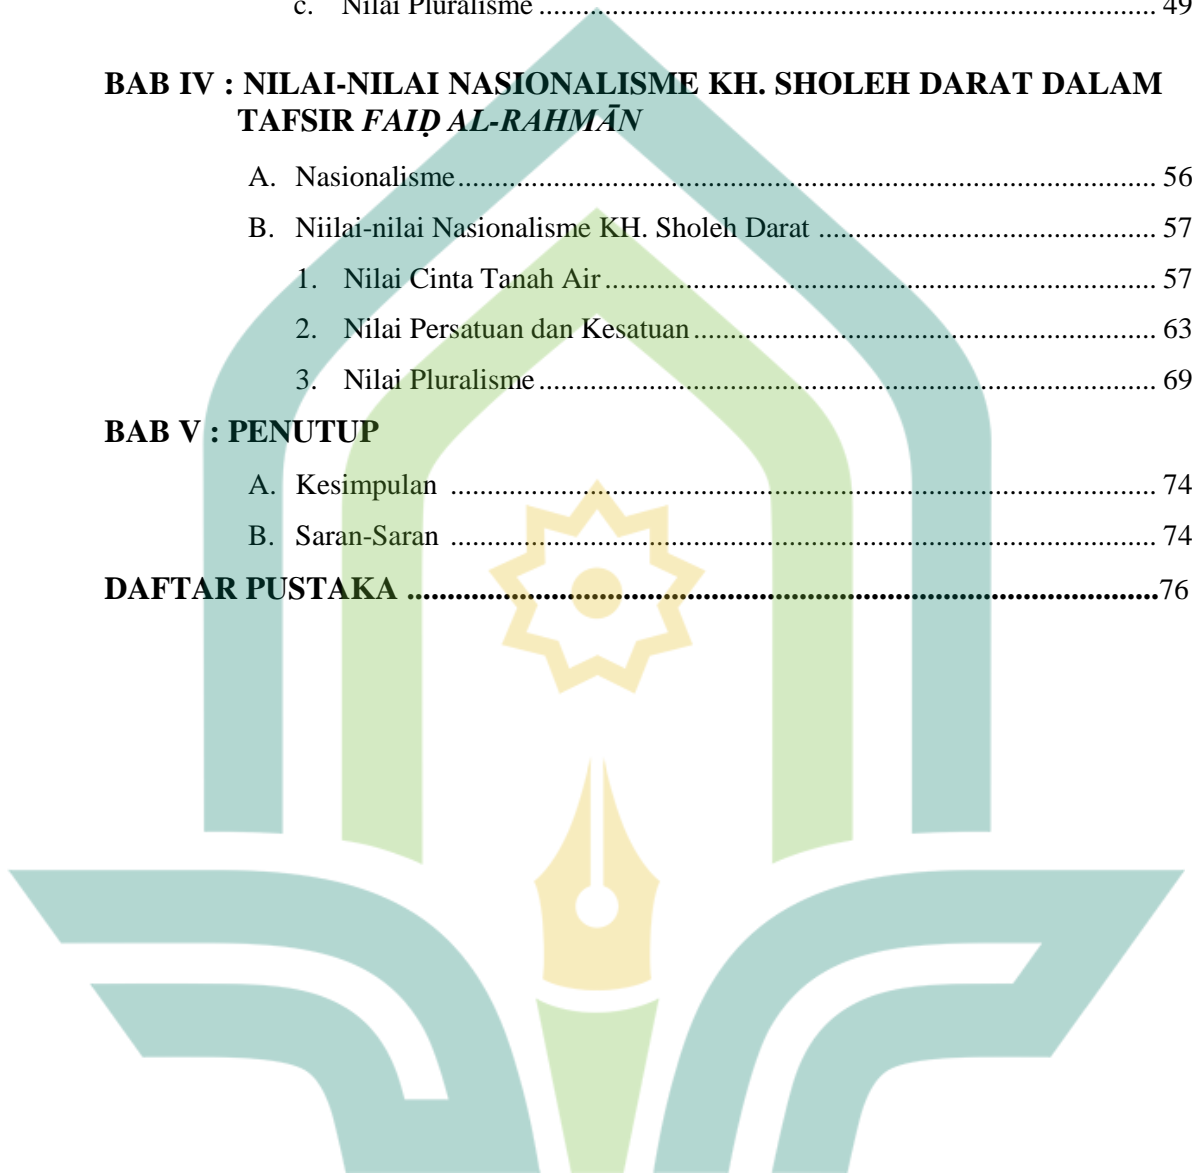 c. Nilai Pluralisme ........................................................................................ 49
BAB IV : NILAI-NILAI NASIONALISME KH. SHOLEH DARAT DALAM
TAFSIR FAIḌ AL-RAHMĀN
A. Nasionalisme.................................................................................................... 56
B. Niilai-nilai Nasionalisme KH. Sholeh Darat ................................................ 57
1. Nilai Cinta Tanah Air............................................................................... 57
2. Nilai Persatuan dan Kesatuan.................................................................. 63
3. Nilai Pluralisme........................................................................................ 69
BAB V : PENUTUP
A. Kesimpulan ..................................................................................................... 74
B. Saran-Saran ..................................................................................................... 74
DAFTAR PUSTAKA .....................................................................................................76